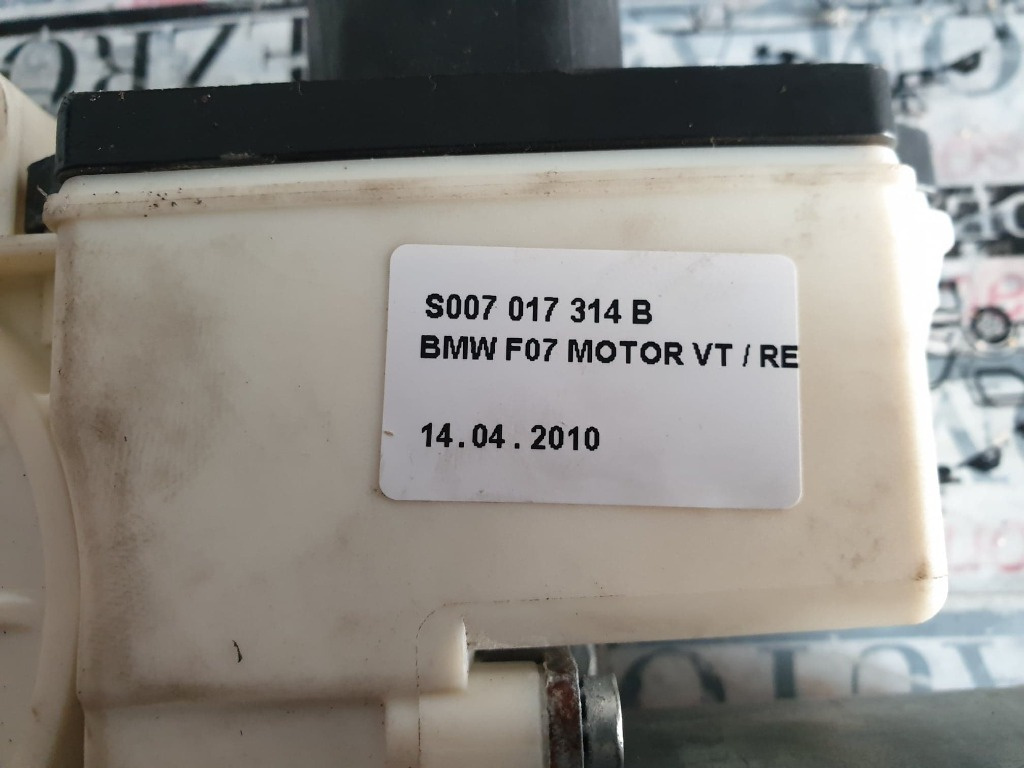 S007 017 314 B
BMW F07 MOTOR VT / RE
14.04.2010